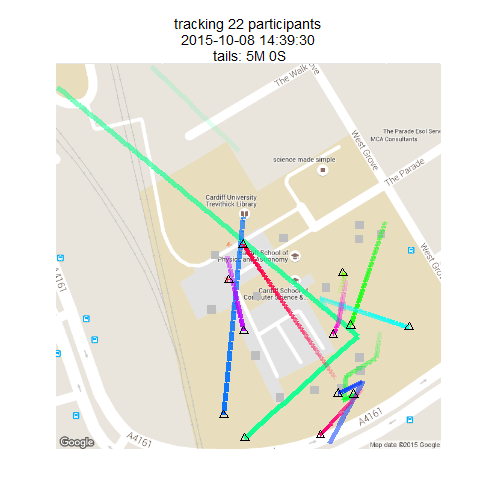 tracking 22 participants
2015-10-08 14:39:30
tails: 5M 0S
The Walk
Grove
West Grove
The Parade Esol Serv
MCA Consultants
science made simple
The Parade
Cardiff University
Trevithick Library
West Grove
School of
Physics and Astronomy
Cardiff School of
Computer Science &...
A4161
A4161
A4161
Google
Map data ©2015 Google